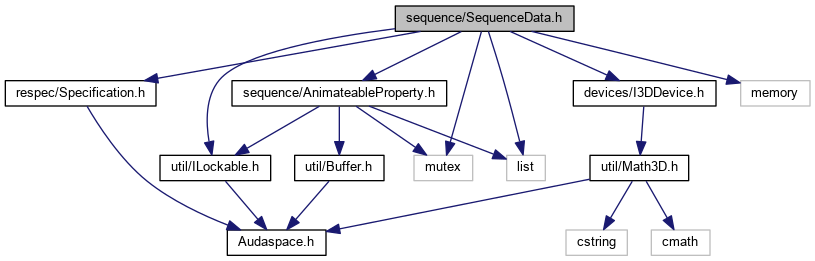 sequence/SequenceData.h
respec/Specification.h
sequence/AnimateableProperty.h
devices/I3DDevice.h
memory
util/ILockable.h
util/Buffer.h
mutex
list
util/Math3D.h
Audaspace.h
cstring
cmath